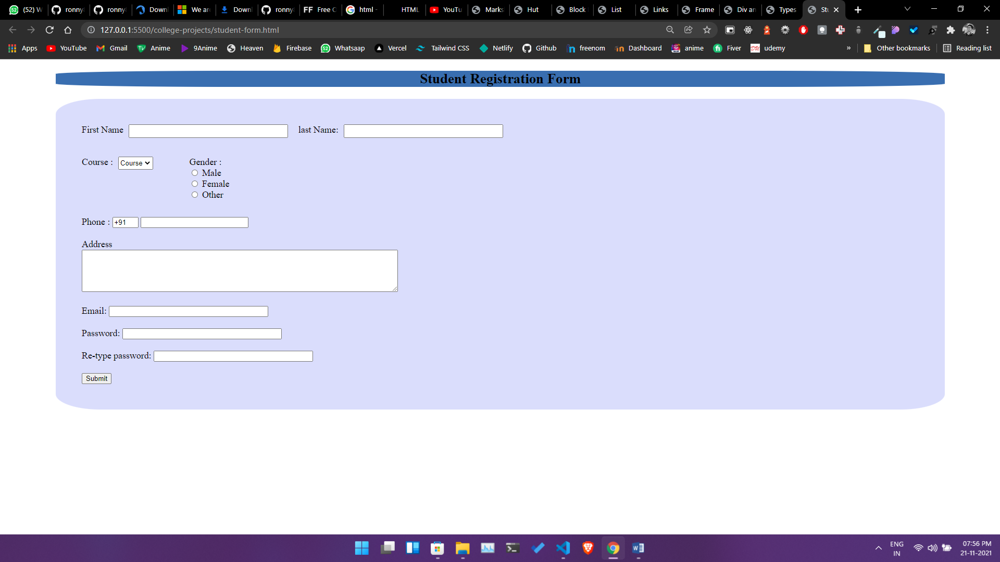 (52) W ronny ronny Down We ar Down ronny FF Free C html - HTML YouTu Marks Hut Block List Links Frame Div an Types Stu
127.0.0.1:5500/college-projects/student-form.html
Apps YouTube Gmail Anime 9Anime Heaven Firebase Whatsaap Vercel Tailwind CSS Netlify Github freenom Dashboard anime Fiver udemy » Other bookmarks Reading list
Student Registration Form
First Name last Name:
Course : Course Gender :
Male
Female
Other
Phone : +91
Address
Email:
Password:
Re-type password:
Submit
ENG 07:56 PM
IN 21-11-2021